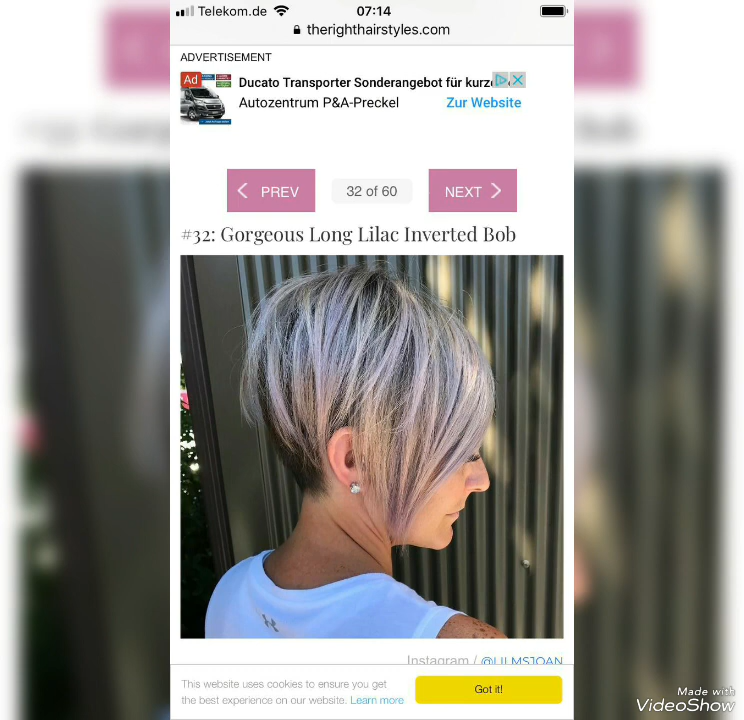 Telekom.de 07:14
therighthairstyles.com
ADVERTISEMENT
Ad
Ducato Transporter Sonderangebot für kurze
Autozentrum P&A-Preckel Zur Website
PREV 32 of 60 NEXT
#32: Gorgeous Long Lilac Inverted Bob
Instagram / @LILMSJOAN
This website uses cookies to ensure you get
the best experience on our website. Learn more
Got it!
Made with
VideoShow